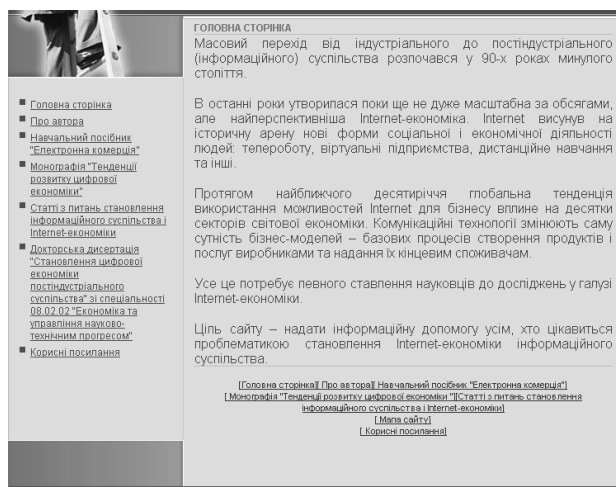 Головна сторінка
Про автора
Навчальний посібник
"Електронна комерція"
Монографія "Тенденції
розвитку цифрової
економіки"
Статті з питань становлення
інформаційного суспільства і
Internet-економіки
Докторська дисертація
"Становлення цифрової
економіки
постіндустріального
суспільства" зі спеціальності
08.02.02 "Економіка та
управління науково-
технічним прогресом"
Корисні посилання
ГОЛОВНА СТОРІНКА
Масовий перехід від індустріального до постіндустріального
(інформаційного) суспільства розпочався у 90-х роках минулого
століття.
В останні роки утворилася поки ще не дуже масштабна за обсягами,
але найперспективніша Internet-економіка. Internet висунув на
історичну арену нові форми соціальної і економічної діяльності
людей: телероботу, віртуальні підприємства, дистанційне навчання
та інші.
Протягом найближчого десятиріччя глобальна тенденція
використання можливостей Internet для бізнесу вплине на десятки
секторів світової економіки. Комунікаційні технології змінюють саму
сутність бізнес-моделей – базових процесів створення продуктів і
послуг виробниками та надання їх кінцевим споживачам.
Усе це потребує певного ставлення науковців до досліджень у галузі
Internet-економіки.
Ціль сайту – надати інформаційну допомогу усім, хто цікавиться
проблематикою становлення Internet-економіки інформаційного
суспільства.
[Головна сторінка][ Про автора][ Навчальний посібник "Електронна комерція"]
[ Монографія "Тенденції розвитку цифрової економіки "][Статті з питань становлення
інформаційного суспільства і Internet-економіки]
[ Мапа сайту]
[ Корисні посилання]